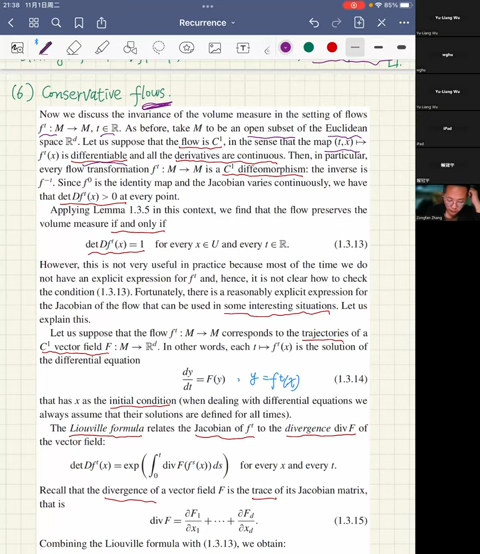 21:38 11月1日周二
85%
Recurrence
(6) Conservative flows.
Now we discuss the invariance of the volume measure in the setting of flows
f^t : M → M, t ∈ ℝ. As before, take M to be an open subset of the Euclidean
space ℝ^d. Let us suppose that the flow is C^1, in the sense that the map (t, x) ↦
f^t(x) is differentiable and all the derivatives are continuous. Then, in particular,
every flow transformation f^t : M → M is a C^1 diffeomorphism: the inverse is
f^{-t}. Since f^0 is the identity map and the Jacobian varies continuously, we have
that det Df^t(x) > 0 at every point.
Applying Lemma 1.3.5 in this context, we find that the flow preserves the
volume measure if and only if
det Df^t(x) = 1 for every x ∈ U and every t ∈ ℝ. (1.3.13)
However, this is not very useful in practice because most of the time we do
not have an explicit expression for f^t and, hence, it is not clear how to check
the condition (1.3.13). Fortunately, there is a reasonably explicit expression for
the Jacobian of the flow that can be used in some interesting situations. Let us
explain this.
Let us suppose that the flow f^t : M → M corresponds to the trajectories of a
C^1 vector field F : M → ℝ^d. In other words, each t ↦ f^t(x) is the solution of
the differential equation
dy/dt = F(y) , y = f^t(x) (1.3.14)
that has x as the initial condition (when dealing with differential equations we
always assume that their solutions are defined for all times).
The Liouville formula relates the Jacobian of f^t to the divergence div F of
the vector field:
det Df^t(x) = exp(∫_0^t div F(f^s(x)) ds) for every x and every t.
Recall that the divergence of a vector field F is the trace of its Jacobian matrix,
that is
div F = ∂F_1/∂x_1 + ··· + ∂F_d/∂x_d. (1.3.15)
Combining the Liouville formula with (1.3.13), we obtain:
Yu-Liang Wu
Yu-Liang Wu
wghu
wghu
Yu-Liang Wu
Yu-Liang Wu
iPad
iPad
Zongfan Zhang